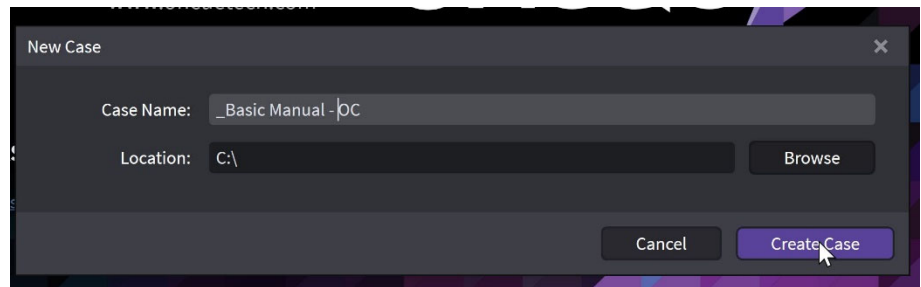 New Case
Case Name: _Basic Manual - OC
Location: C:\ Browse
Cancel Create Case